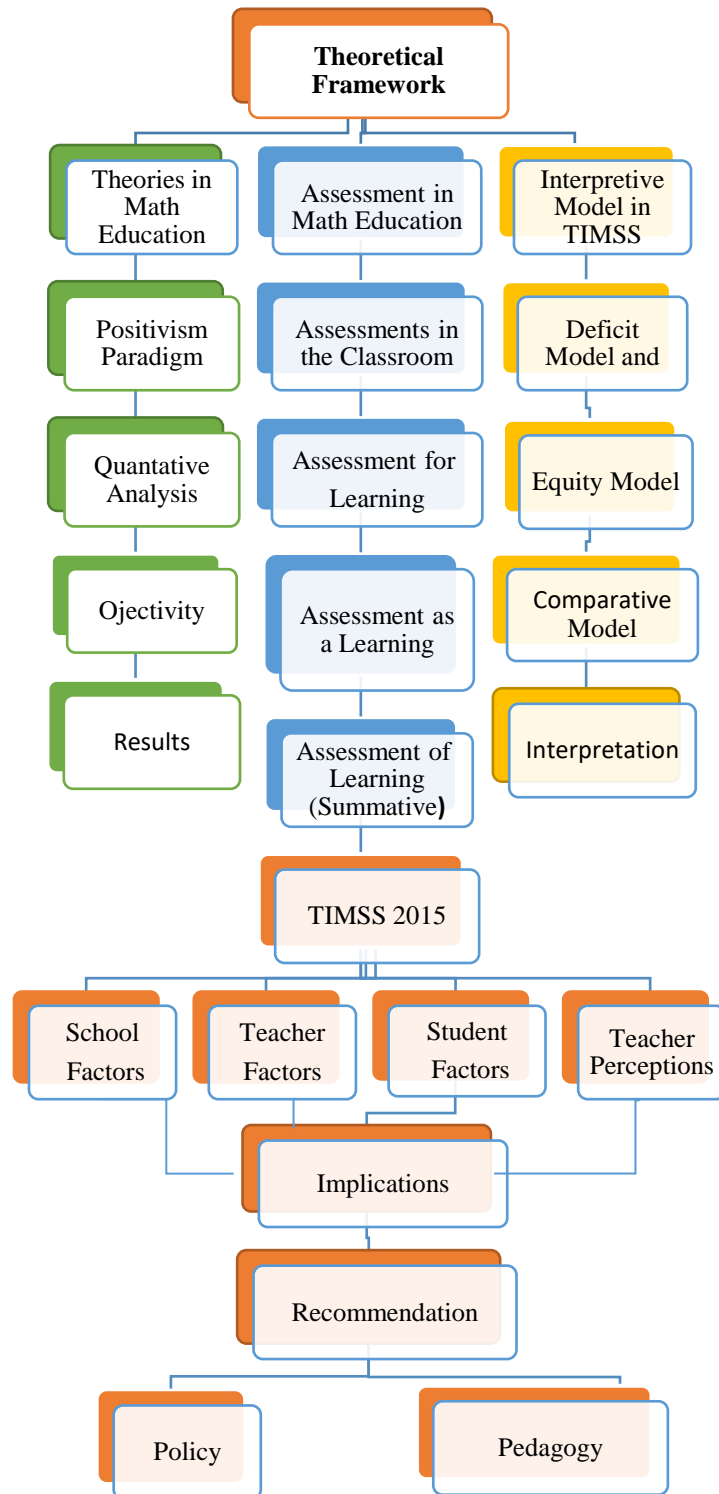 Theoretical
Framework
Theories in
Math
Education
Assessment in
Math Education
Interpretive
Model in
TIMSS
Positivism
Paradigm
Assessments in
the Classroom
Deficit
Model and
Quantative
Analysis
Assessment for
Learning
Equity Model
Ojectivity
Assessment as
a Learning
Comparative
Model
Results
Assessment of
Learning
(Summative)
Interpretation
TIMSS 2015
School
Factors
Teacher
Factors
Student
Factors
Teacher
Perceptions
Implications
Recommendation
Policy
Pedagogy